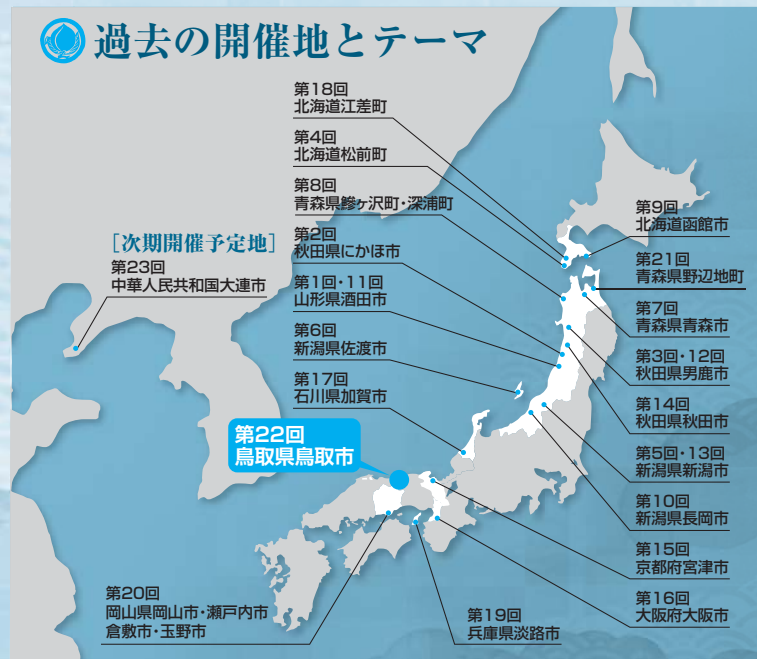 過去の開催地とテーマ
第18回
北海道江差町
第4回
北海道松前町
第8回
青森県鰺ヶ沢町・深浦町
第2回
秋田県にかほ市
第1回・11回
山形県酒田市
第6回
新潟県佐渡市
第17回
石川県加賀市
[次期開催予定地]
第23回
中華人民共和国大連市
第22回
鳥取県鳥取市
第9回
北海道函館市
第21回
青森県野辺地町
第7回
青森県青森市
第3回・12回
秋田県男鹿市
第14回
秋田県秋田市
第5回・13回
新潟県新潟市
第10回
新潟県長岡市
第15回
京都府宮津市
第16回
大阪府大阪市
第20回
岡山県岡山市・瀬戸内市
倉敷市・玉野市
第19回
兵庫県淡路市